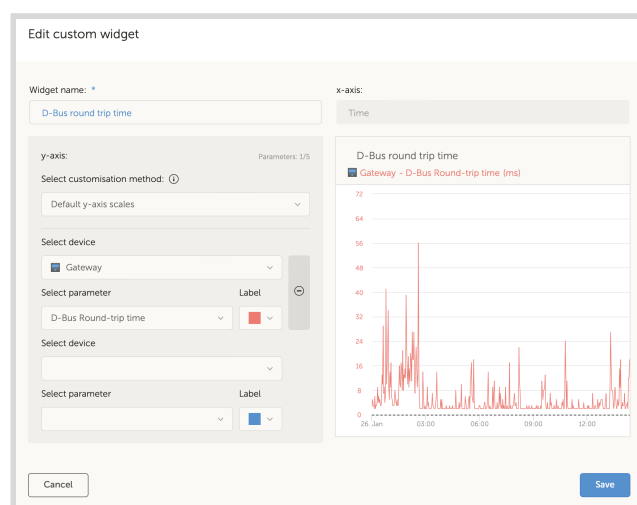 Edit custom widget
Widget name: *
x-axis:
D-Bus round trip time
Time
y-axis:
Parameters: 1/5
Select customisation method:
Default y-axis scales
Select device
Gateway
Select parameter
Label
D-Bus Round-trip time
Select device
Select parameter
Label
D-Bus round trip time
Gateway - D-Bus Round-trip time (ms)
72
64
56
48
40
32
24
16
8
0
26. Jan
03:00
06:00
09:00
12:00
Cancel
Save